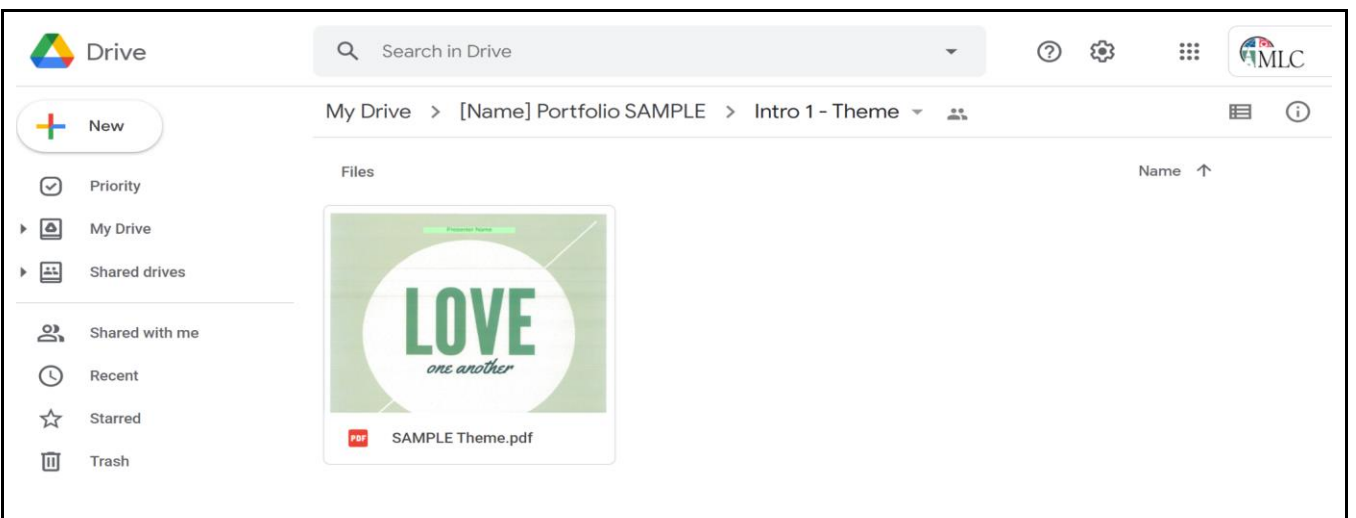 Drive
Search in Drive
AMLC
New
My Drive > [Name] Portfolio SAMPLE > Intro 1 - Theme
Priority
My Drive
Shared drives
Shared with me
Recent
Starred
Trash
Files
Name
Presenter Name
LOVE
one another
PDF
SAMPLE Theme.pdf